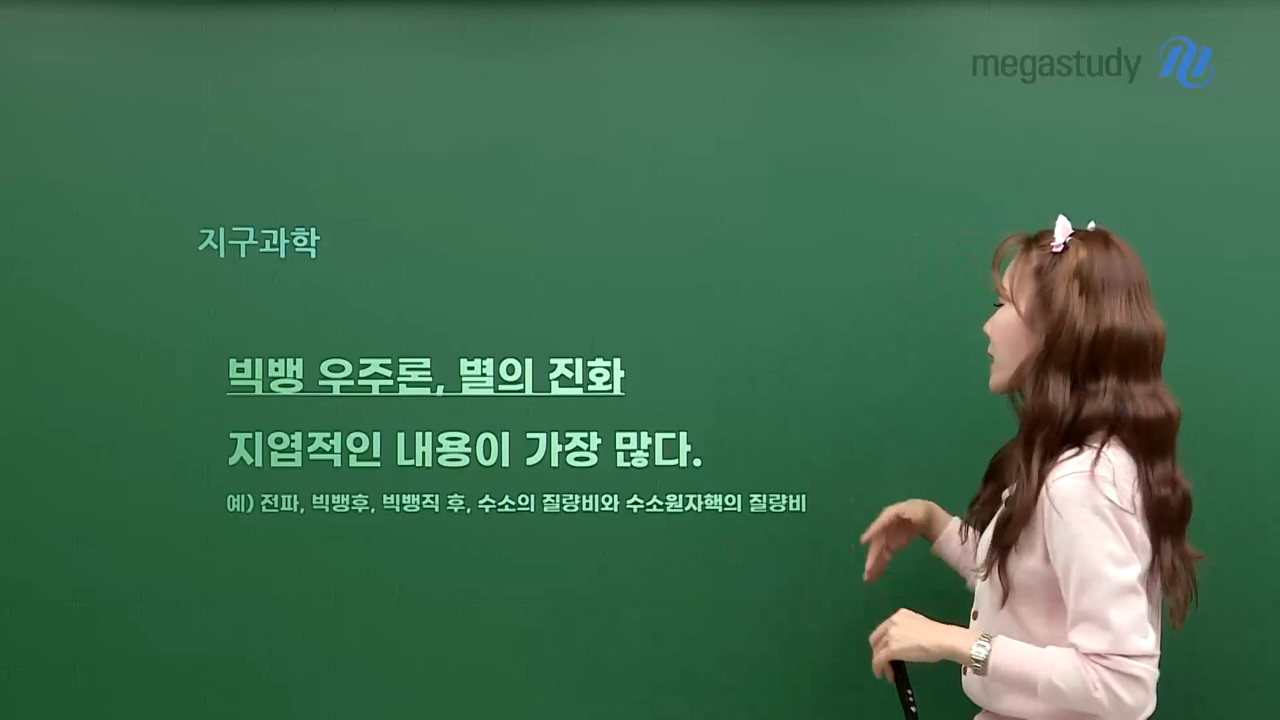 megastudy
지구과학
빅뱅 우주론, 별의 진화
지엽적인 내용이 가장 많다.
예) 전파, 빅뱅후, 빅뱅직 후, 수소의 질량비와 수소원자핵의 질량비